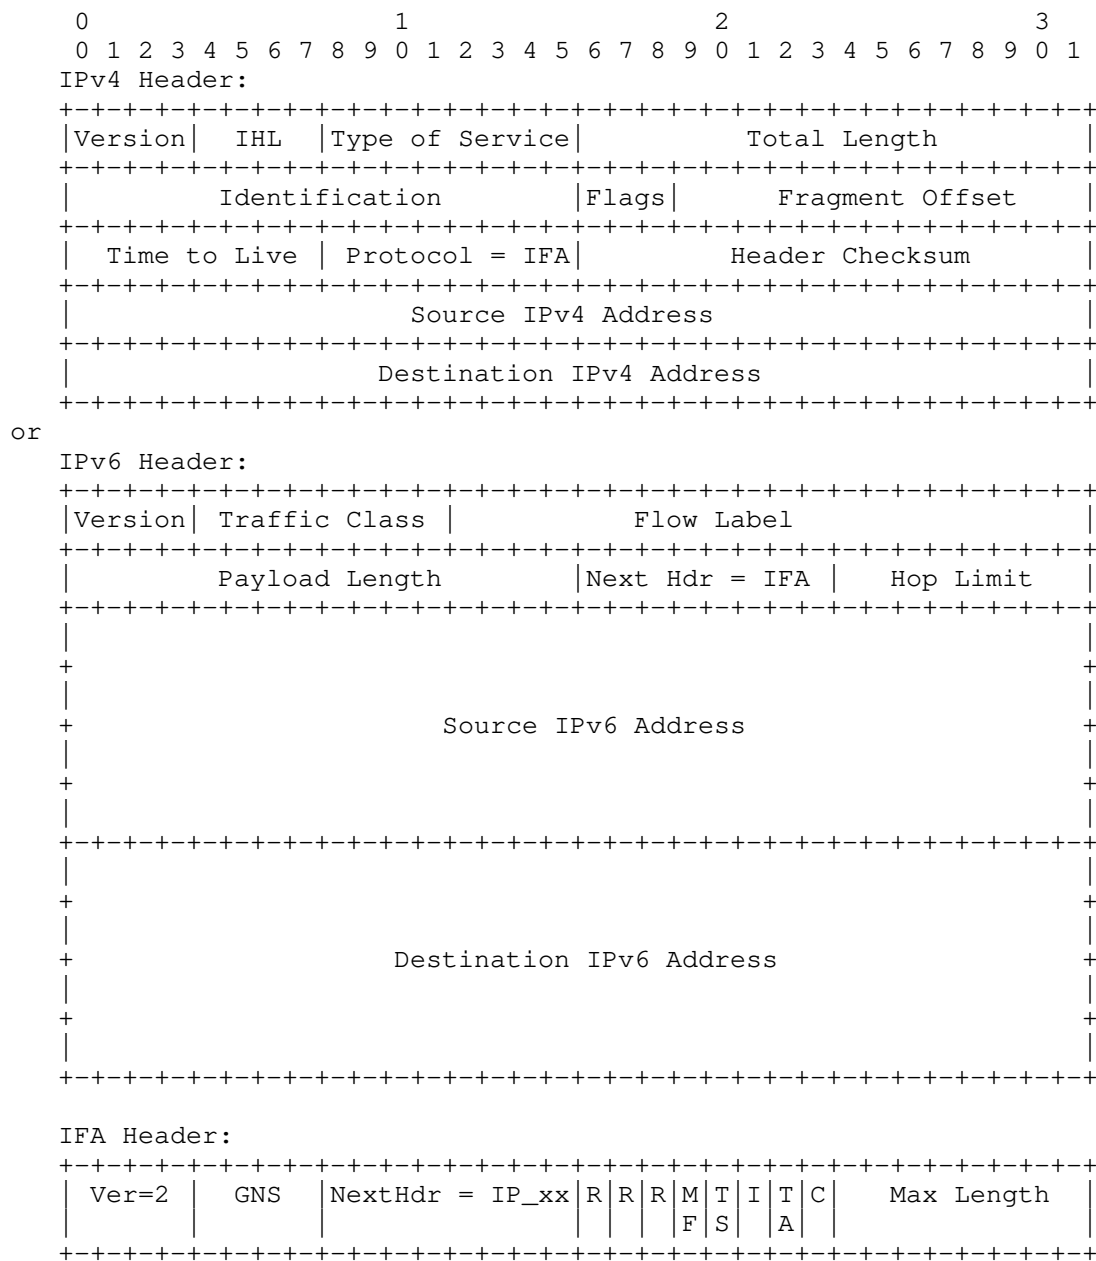 0                   1                   2                   3
    0 1 2 3 4 5 6 7 8 9 0 1 2 3 4 5 6 7 8 9 0 1 2 3 4 5 6 7 8 9 0 1
   IPv4 Header:
   +-+-+-+-+-+-+-+-+-+-+-+-+-+-+-+-+-+-+-+-+-+-+-+-+-+-+-+-+-+-+-+-+
   |Version|  IHL  |Type of Service|          Total Length         |
   +-+-+-+-+-+-+-+-+-+-+-+-+-+-+-+-+-+-+-+-+-+-+-+-+-+-+-+-+-+-+-+-+
   |         Identification        |Flags|      Fragment Offset    |
   +-+-+-+-+-+-+-+-+-+-+-+-+-+-+-+-+-+-+-+-+-+-+-+-+-+-+-+-+-+-+-+-+
   |  Time to Live | Protocol = IFA|         Header Checksum       |
   +-+-+-+-+-+-+-+-+-+-+-+-+-+-+-+-+-+-+-+-+-+-+-+-+-+-+-+-+-+-+-+-+
   |                     Source IPv4 Address                       |
   +-+-+-+-+-+-+-+-+-+-+-+-+-+-+-+-+-+-+-+-+-+-+-+-+-+-+-+-+-+-+-+-+
   |                   Destination IPv4 Address                    |
   +-+-+-+-+-+-+-+-+-+-+-+-+-+-+-+-+-+-+-+-+-+-+-+-+-+-+-+-+-+-+-+-+
or
   IPv6 Header:
   +-+-+-+-+-+-+-+-+-+-+-+-+-+-+-+-+-+-+-+-+-+-+-+-+-+-+-+-+-+-+-+-+
   |Version| Traffic Class |           Flow Label                  |
   +-+-+-+-+-+-+-+-+-+-+-+-+-+-+-+-+-+-+-+-+-+-+-+-+-+-+-+-+-+-+-+-+
   |         Payload Length        |Next Hdr = IFA |   Hop Limit   |
   +-+-+-+-+-+-+-+-+-+-+-+-+-+-+-+-+-+-+-+-+-+-+-+-+-+-+-+-+-+-+-+-+
   |                                                               |
   +                                                               +
   |                                                               |
   +                       Source IPv6 Address                     +
   |                                                               |
   +                                                               +
   |                                                               |
   +-+-+-+-+-+-+-+-+-+-+-+-+-+-+-+-+-+-+-+-+-+-+-+-+-+-+-+-+-+-+-+-+
   |                                                               |
   +                                                               +
   |                                                               |
   +                    Destination IPv6 Address                   +
   |                                                               |
   +                                                               +
   |                                                               |
   +-+-+-+-+-+-+-+-+-+-+-+-+-+-+-+-+-+-+-+-+-+-+-+-+-+-+-+-+-+-+-+-+

   IFA Header:
   +-+-+-+-+-+-+-+-+-+-+-+-+-+-+-+-+-+-+-+-+-+-+-+-+-+-+-+-+-+-+-+-+
   | Ver=2 |  GNS  |NextHdr = IP_xx|R|R|R|M|T|I|T|C|   Max Length  |
   |       |       |               | | | |F|S| |A| |               |
   +-+-+-+-+-+-+-+-+-+-+-+-+-+-+-+-+-+-+-+-+-+-+-+-+-+-+-+-+-+-+-+-+